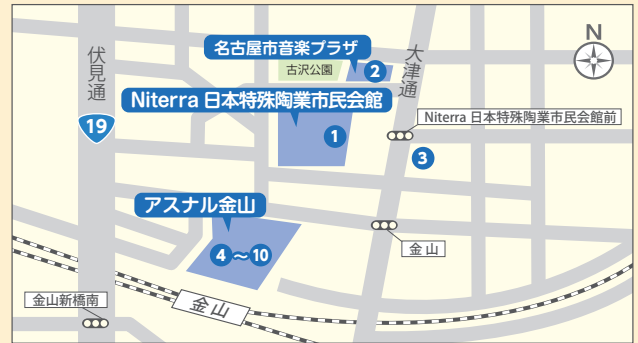 名古屋市音楽プラザ
N
伏見通
大津通
古沢公園
2
Niterra 日本特殊陶業市民会館
19
1
Niterra 日本特殊陶業市民会館前
3
アスナル金山
4～10
金山
金山
金山新橋南